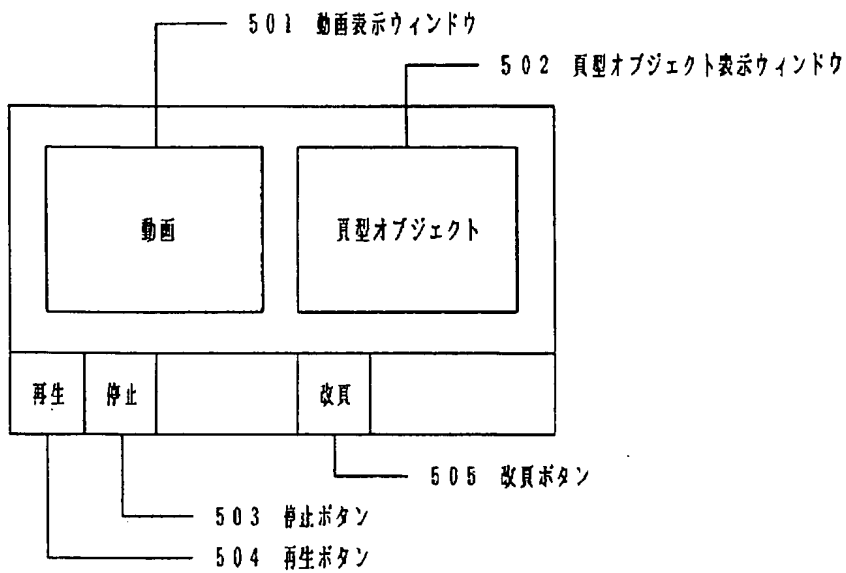 501 動画表示ウィンドウ
502 頁型オブジェクト表示ウィンドウ
動画
頁型オブジェクト
再生
停止
改頁
505 改頁ボタン
503 停止ボタン
504 再生ボタン